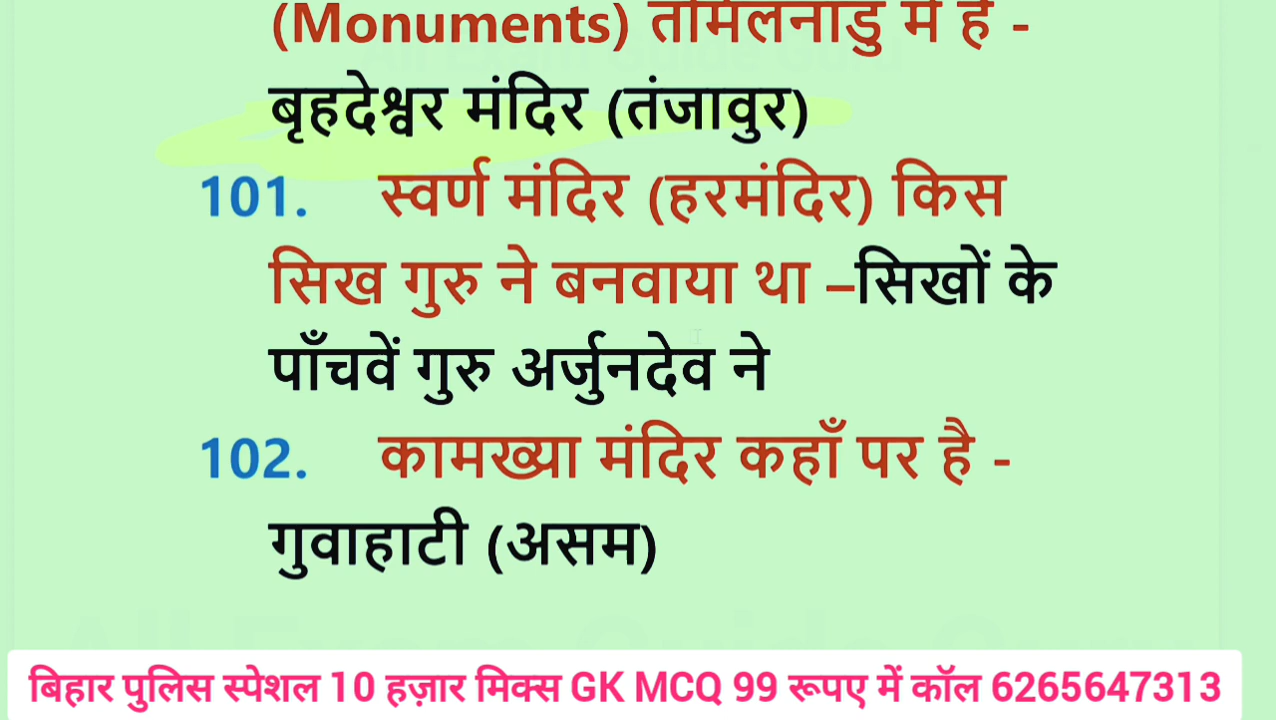 (Monuments) तमिलनाडु में है -
बृहदेश्वर मंदिर (तंजावुर)
101. स्वर्ण मंदिर (हरमंदिर) किस
सिख गुरु ने बनवाया था –सिखों के
पाँचवें गुरु अर्जुनदेव ने
102. कामख्या मंदिर कहाँ पर है -
गुवाहाटी (असम)
बिहार पुलिस स्पेशल 10 हज़ार मिक्स GK MCQ 99 रूपए में कॉल 6265647313